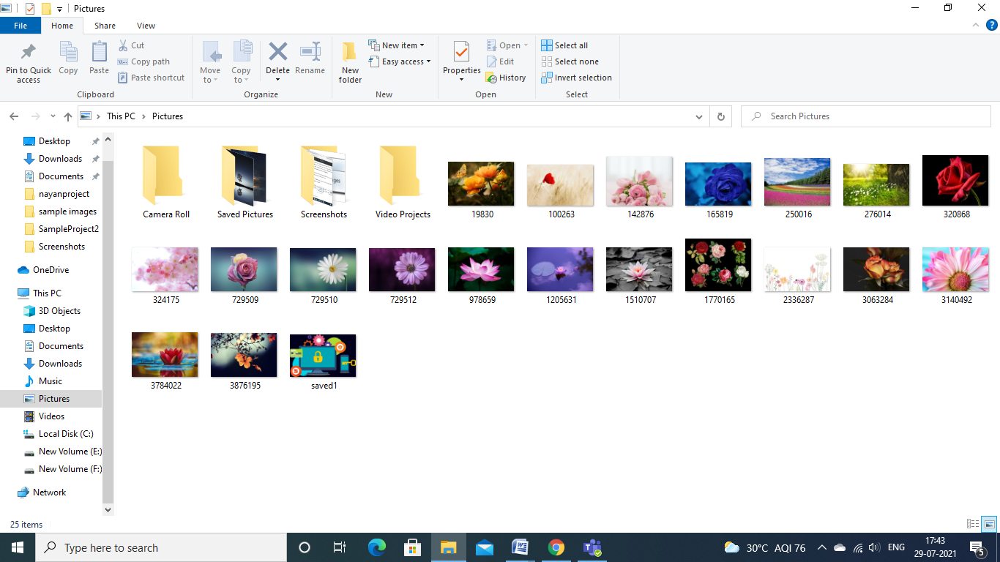 Pictures
File Home Share View
Pin to Quick access
Copy
Paste
Cut
Copy path
Paste shortcut
Clipboard
Move to
Copy to
Delete
Rename
Organize
New folder
New item
Easy access
New
Properties
Open
Edit
History
Open
Select all
Select none
Invert selection
Select
This PC Pictures
Search Pictures
Desktop
Downloads
Documents
nayanproject
sample images
SampleProject2
Screenshots
OneDrive
This PC
3D Objects
Desktop
Documents
Downloads
Music
Pictures
Videos
Local Disk (C:)
New Volume (E:)
New Volume (F:)
Network
Camera Roll Saved Pictures Screenshots Video Projects 19830 100263 142876 165819 250016 276014 320868
324175 729509 729510 729512 978659 1205631 1510707 1770165 2336287 3063284 3140492
3784022 3876195 saved1
25 items
Type here to search
30°C AQI 76
ENG
17:43
29-07-2021
5